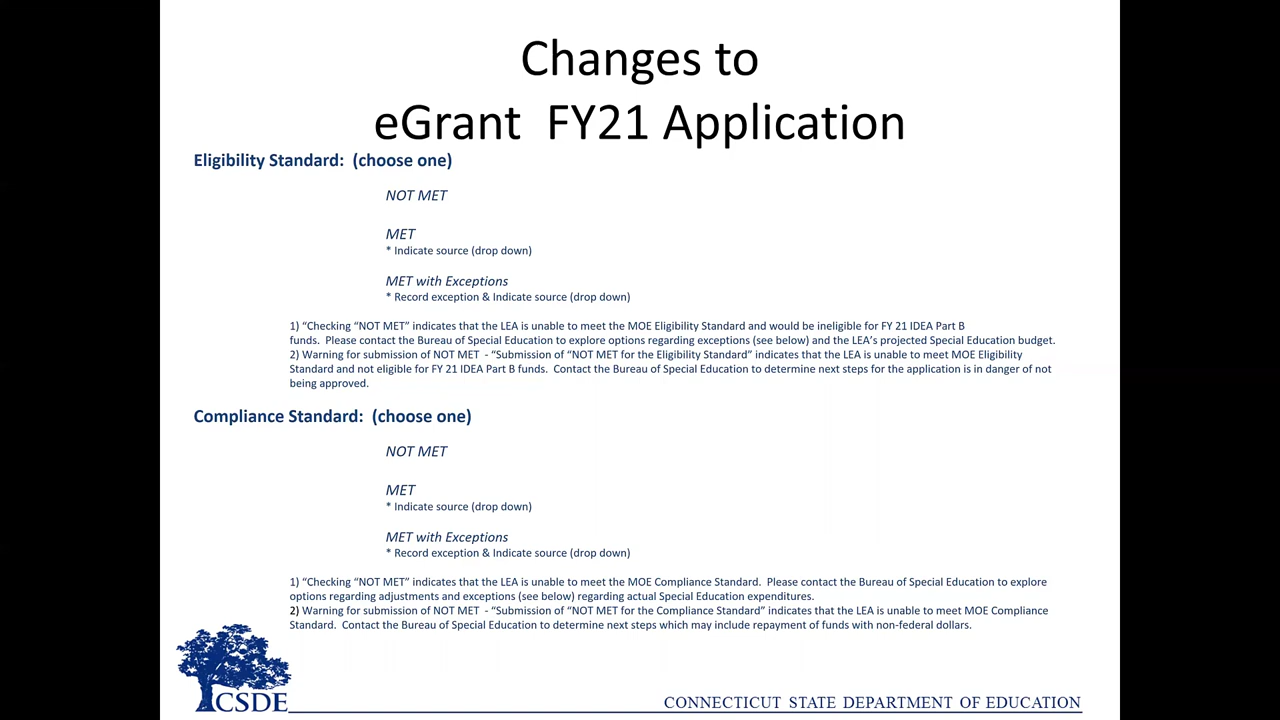 Changes to
eGrant  FY21 Application
Eligibility Standard:  (choose one)
NOT MET
MET
* Indicate source (drop down)
MET with Exceptions
* Record exception & Indicate source (drop down)
1) “Checking “NOT MET” indicates that the LEA is unable to meet the MOE Eligibility Standard and would be ineligible for FY 21 IDEA Part B
funds.  Please contact the Bureau of Special Education to explore options regarding exceptions (see below) and the LEA’s projected Special Education budget.
2) Warning for submission of NOT MET  - “Submission of “NOT MET for the Eligibility Standard” indicates that the LEA is unable to meet MOE Eligibility
Standard and not eligible for FY 21 IDEA Part B funds.  Contact the Bureau of Special Education to determine next steps for the application is in danger of not
being approved.
Compliance Standard:  (choose one)
NOT MET
MET
* Indicate source (drop down)
MET with Exceptions
* Record exception & Indicate source (drop down)
1) “Checking “NOT MET” indicates that the LEA is unable to meet the MOE Compliance Standard.  Please contact the Bureau of Special Education to explore
options regarding adjustments and exceptions (see below) regarding actual Special Education expenditures.
2) Warning for submission of NOT MET  - “Submission of “NOT MET for the Compliance Standard” indicates that the LEA is unable to meet MOE Compliance
Standard.  Contact the Bureau of Special Education to determine next steps which may include repayment of funds with non-federal dollars.
CSDE
CONNECTICUT STATE DEPARTMENT OF EDUCATION